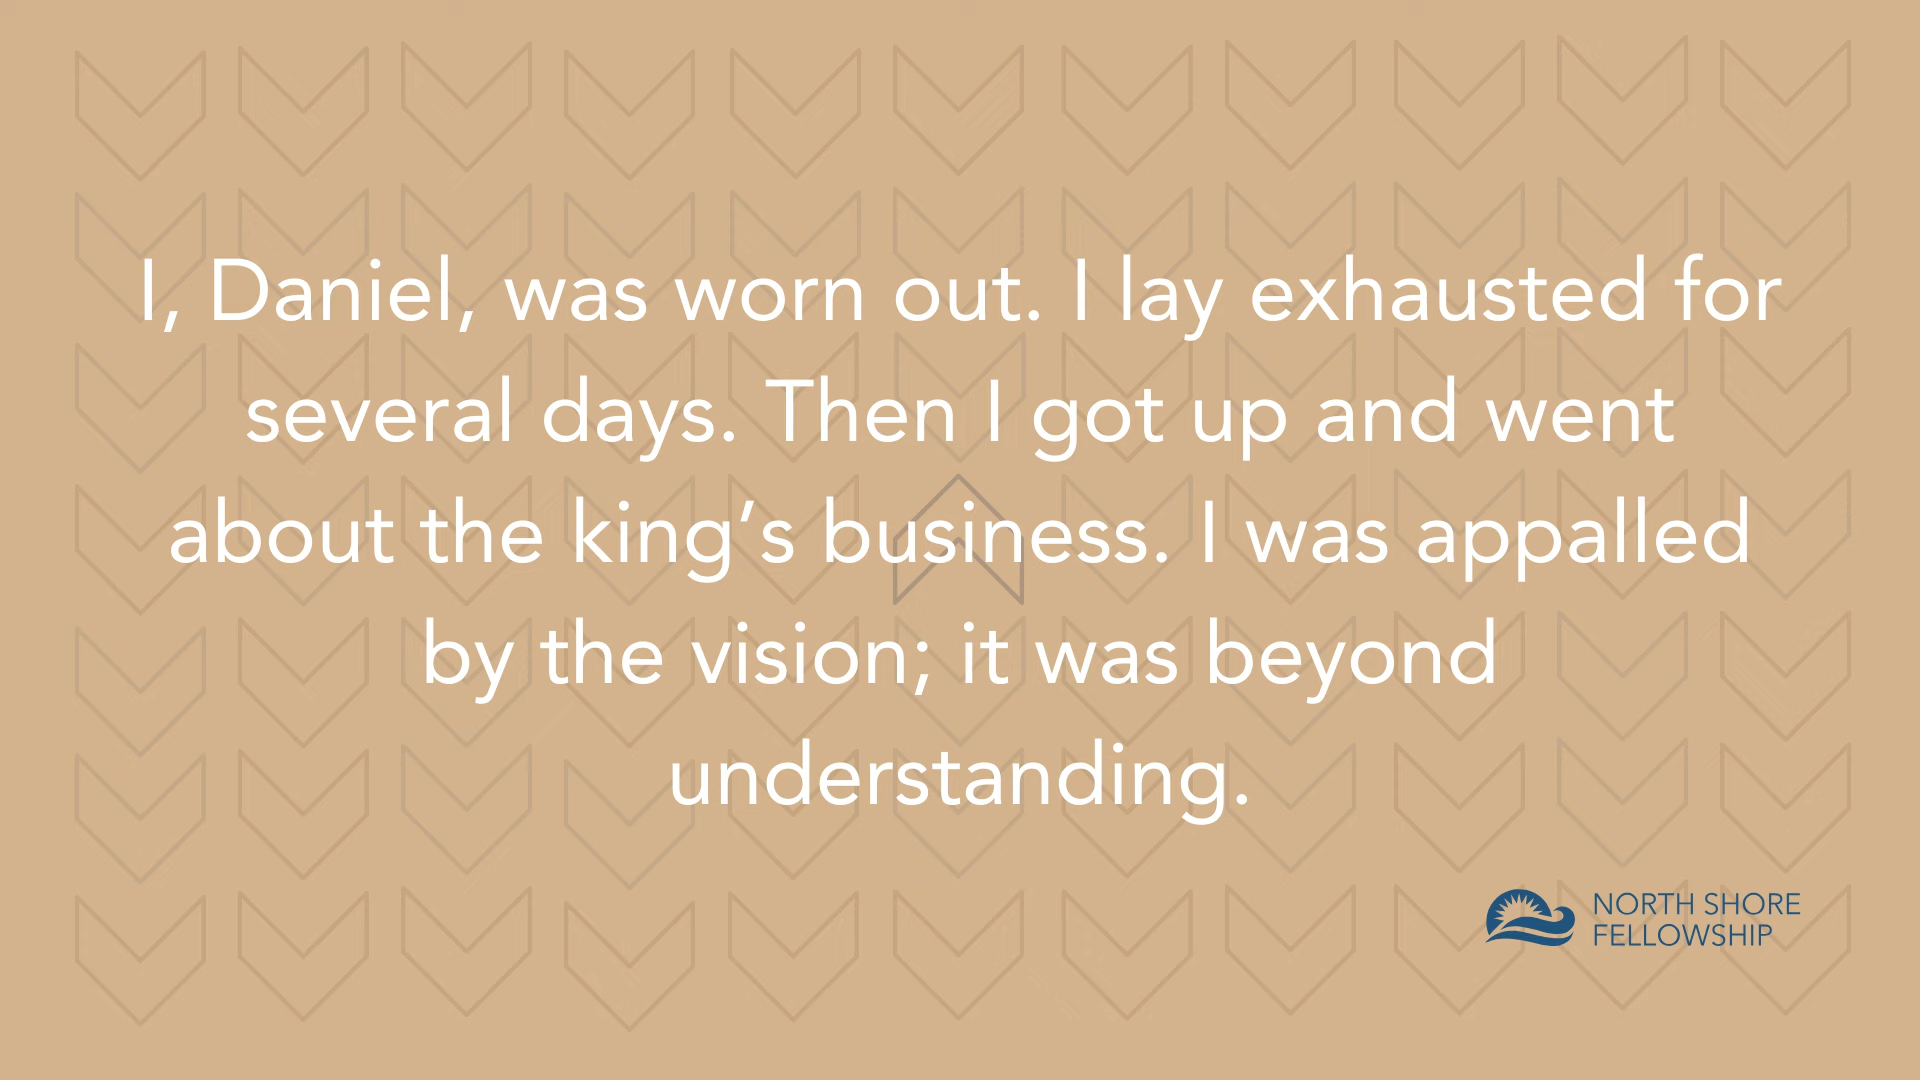 I, Daniel, was worn out. I lay exhausted for
several days. Then I got up and went
about the king’s business. I was appalled
by the vision; it was beyond
understanding.
NORTH SHORE
FELLOWSHIP